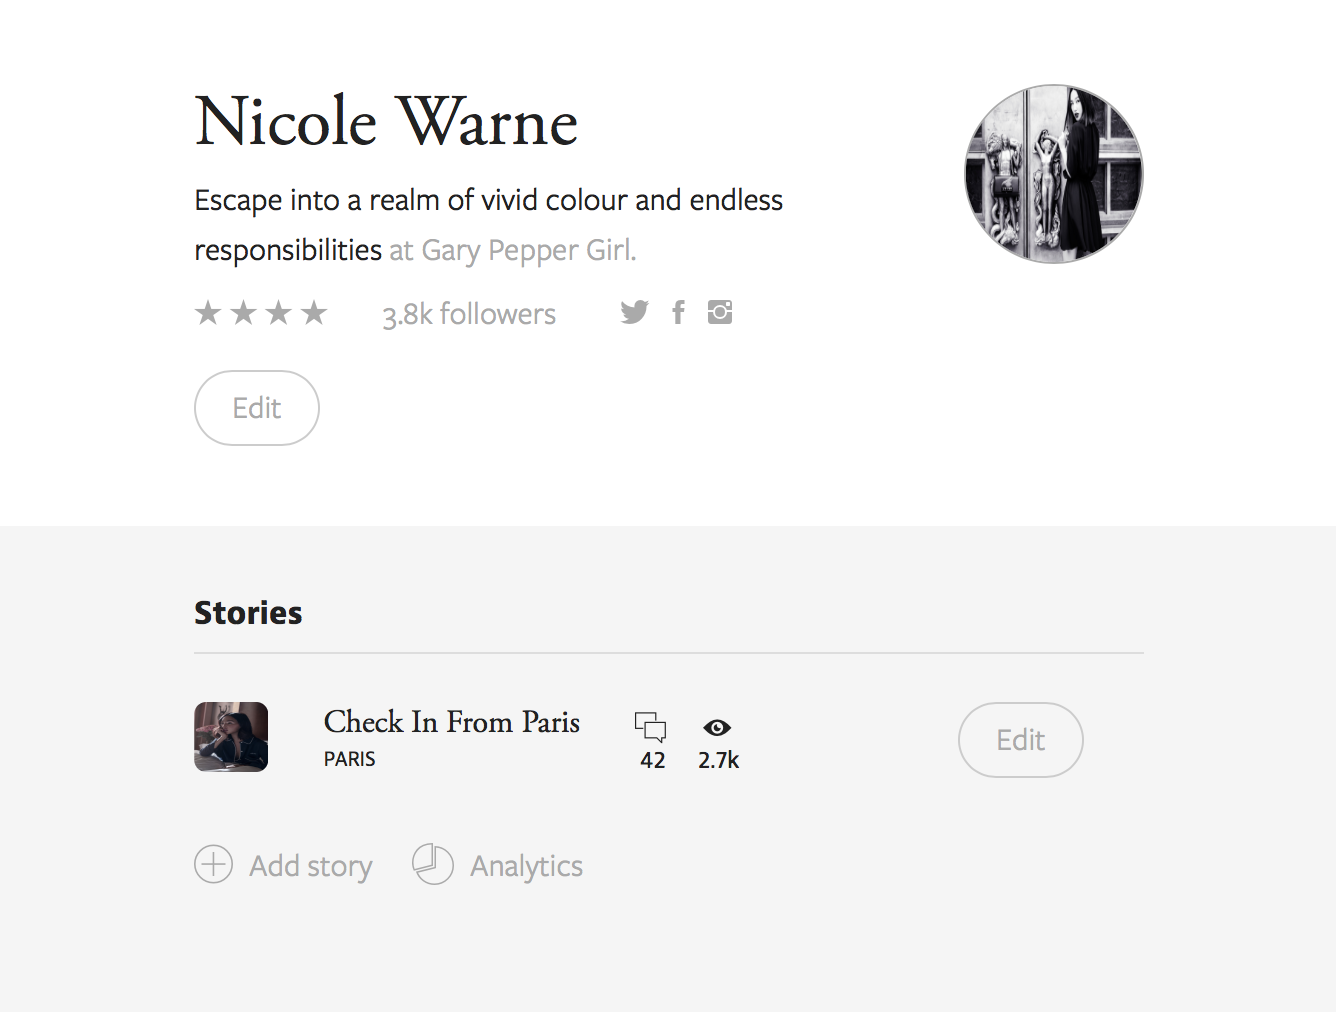 Nicole Warne
Escape into a realm of vivid colour and endless
responsibilities at Gary Pepper Girl.
3.8k followers
Edit
Stories
Check In From Paris
PARIS
42
2.7k
Edit
Add story
Analytics